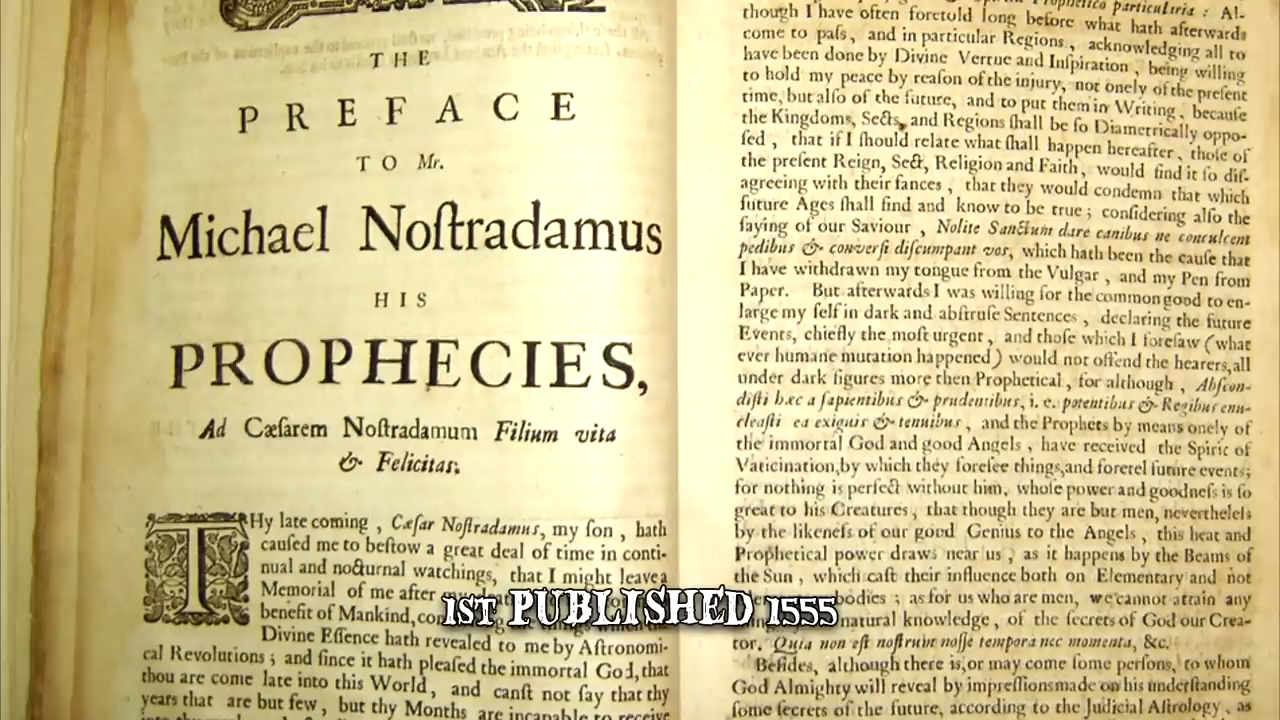 THE
PREFACE
TO Mr.
Michael Noſtradamus
HIS
PROPHECIES,
Ad Cæſarem Noſtradamum Filium vita
& Felicitas.
THy late coming , Cæſar Noſtradamus, my ſon , hath
cauſed me to beſtow a great deal of time in conti-
nual and nocturnal watchings, that I might leave a
Memorial of me after
benefit of Mankind,
Divine Eſſence hath revealed to me by Aſtronomi-
cal Revolutions ; and ſince it hath pleaſed the immortal God, that
thou are come late into this World , and canſt not ſay that thy
years that are but few , but thy Months are incapable to receive
Prophetico particularia : Al-
though I have often foretold long before what hath afterwards
come to paſs, and in particular Regions , acknowledging all to
have been done by Divine Vertue and Inſpiration , being willing
to hold my peace by reaſon of the injury, not onely of the preſent
time, but alſo of the future, and to put them in Writing, becauſe
the Kingdoms, Sects, and Regions ſhall be ſo Diametrically oppo-
ſed , that if I ſhould relate what ſhall happen hereafter , thoſe of
the preſent Reign, Sect, Religion and Faith, would find it ſo diſ-
agreeing with their fances , that they would condemn that which
future Ages ſhall find and know to be true ; conſidering alſo the
ſaying of our Saviour , Nolite Sanctum dare canibus ne conculcent
pedibus & converſi diſcumpant vos, which hath been the cauſe that
I have withdrawn my tongue from the Vulgar , and my Pen from
Paper. But afterwards I was willing for the common good to en-
large my ſelf in dark and abſtruſe Sentences , declaring the future
Events, chiefly the moſt urgent , and thoſe which I foreſaw (what
ever humane mutation happened) would not offend the hearers, all
under dark figures more then Prophetical , for although , Abſcon-
diſti hæc a ſapientibus & prudentibus, i. e. potentibus & Regibus enu-
cleaſti ea exiguis & tenuibus , and the Prophets by means onely of
the immortal God and good Angels , have received the Spirit of
Vaticination, by which they foreſee things, and foretel future events;
for nothing is perfect without him, whoſe power and goodneſs is ſo
great to his Creatures , that though they are but men, nevertheleſs
by the likeneſs of our good Genius to the Angels , this heat and
Prophetical power draws near us , as it happens by the Beams of
the Sun , which caſt their influence both on Elementary and not
bodies ; as for us who are men, we cannot attain any
natural knowledge , of the ſecrets of God our Crea-
tor. Quia non eſt noſtrum noſſe tempora nec momenta, &c.
Beſides, although there is, or may come ſome perſons, to whom
God Almighty will reveal by impreſſions made on his underſtanding
ſome ſecrets of the future, according to the Judicial Aſtrology , as
1ST PUBLISHED 1555